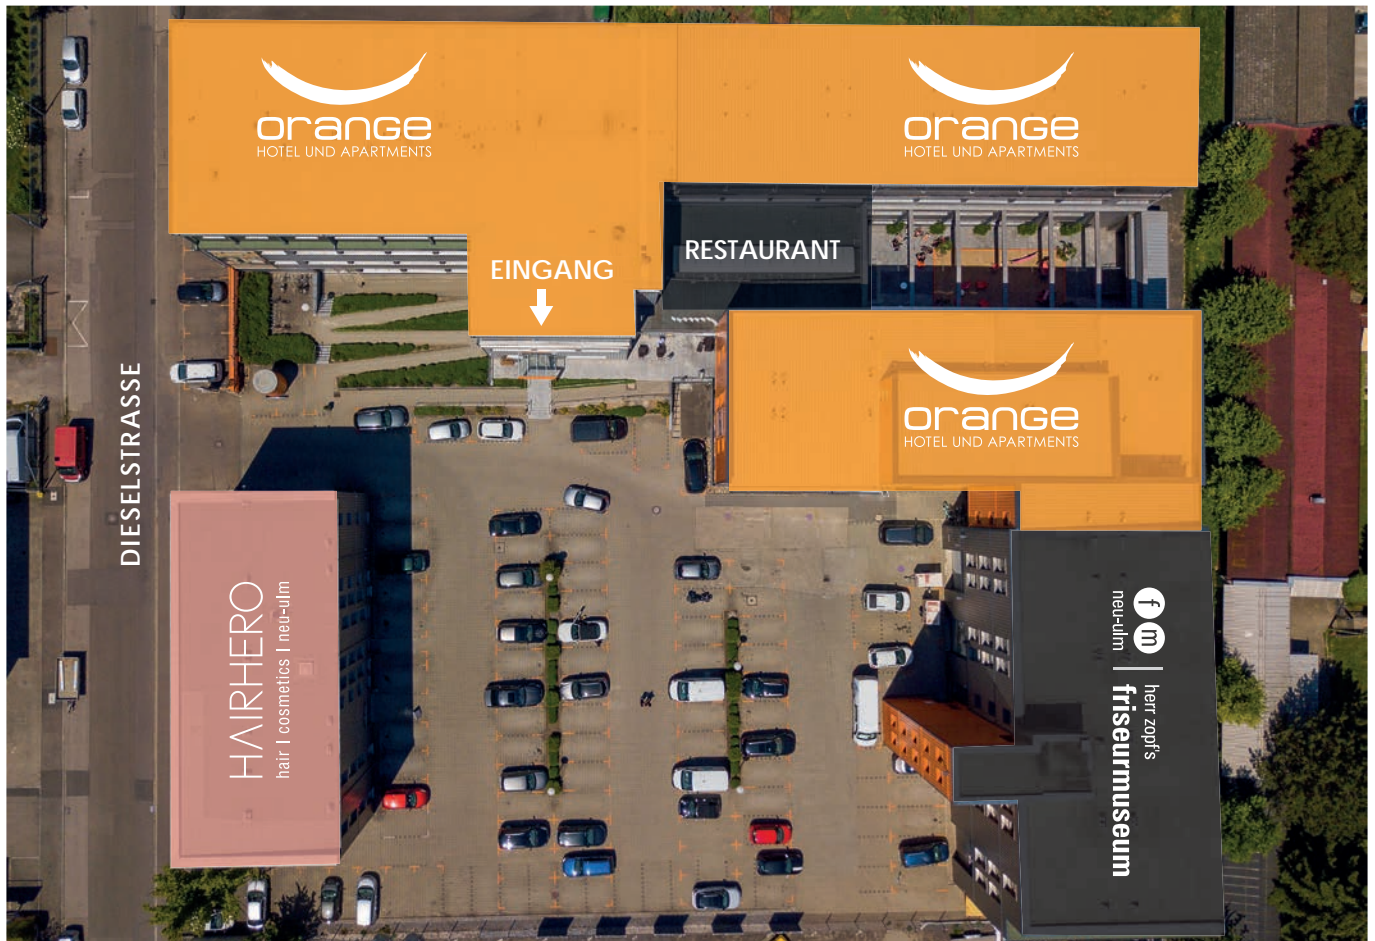 orange
HOTEL UND APARTMENTS
orange
HOTEL UND APARTMENTS
EINGANG
RESTAURANT
orange
HOTEL UND APARTMENTS
DIESELSTRASSE
HAIRHERO
hair I cosmetics I neu-ulm
f m
neu-ulm
herr zopf's
friseurmuseum